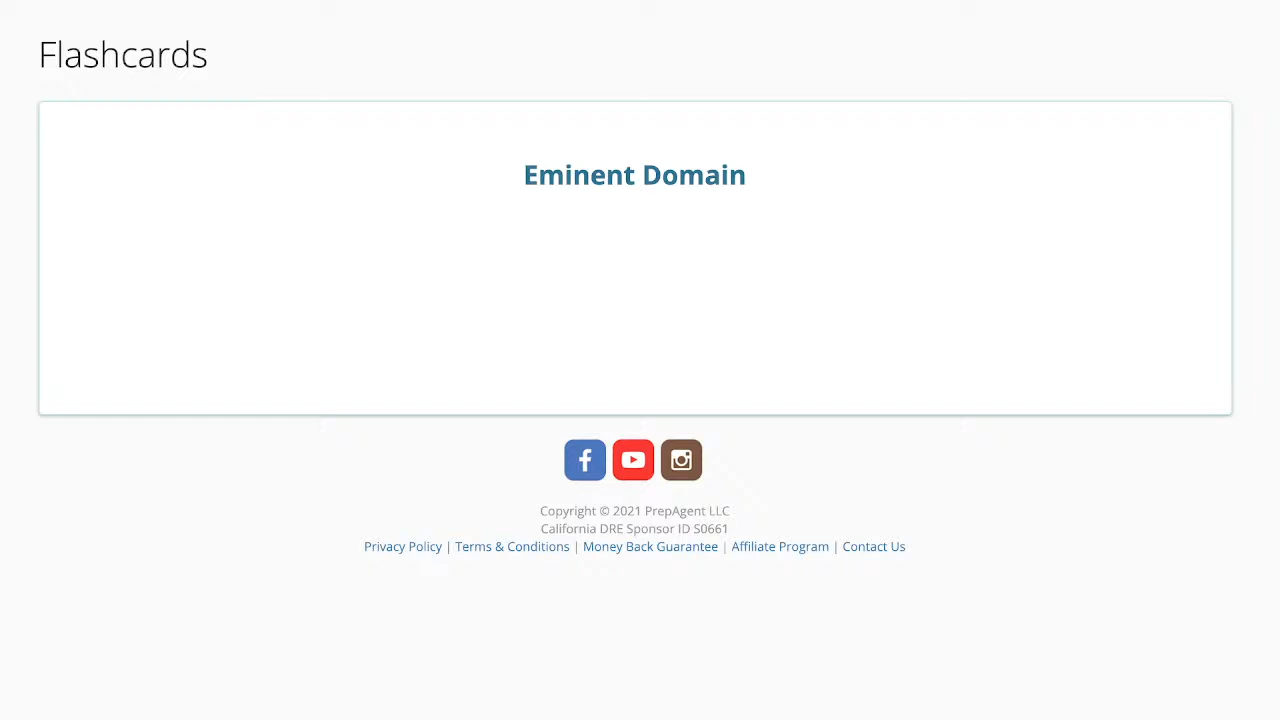 Flashcards
Eminent Domain
Copyright © 2021 PrepAgent LLC
California DRE Sponsor ID S0661
Privacy Policy | Terms & Conditions | Money Back Guarantee | Affiliate Program | Contact Us